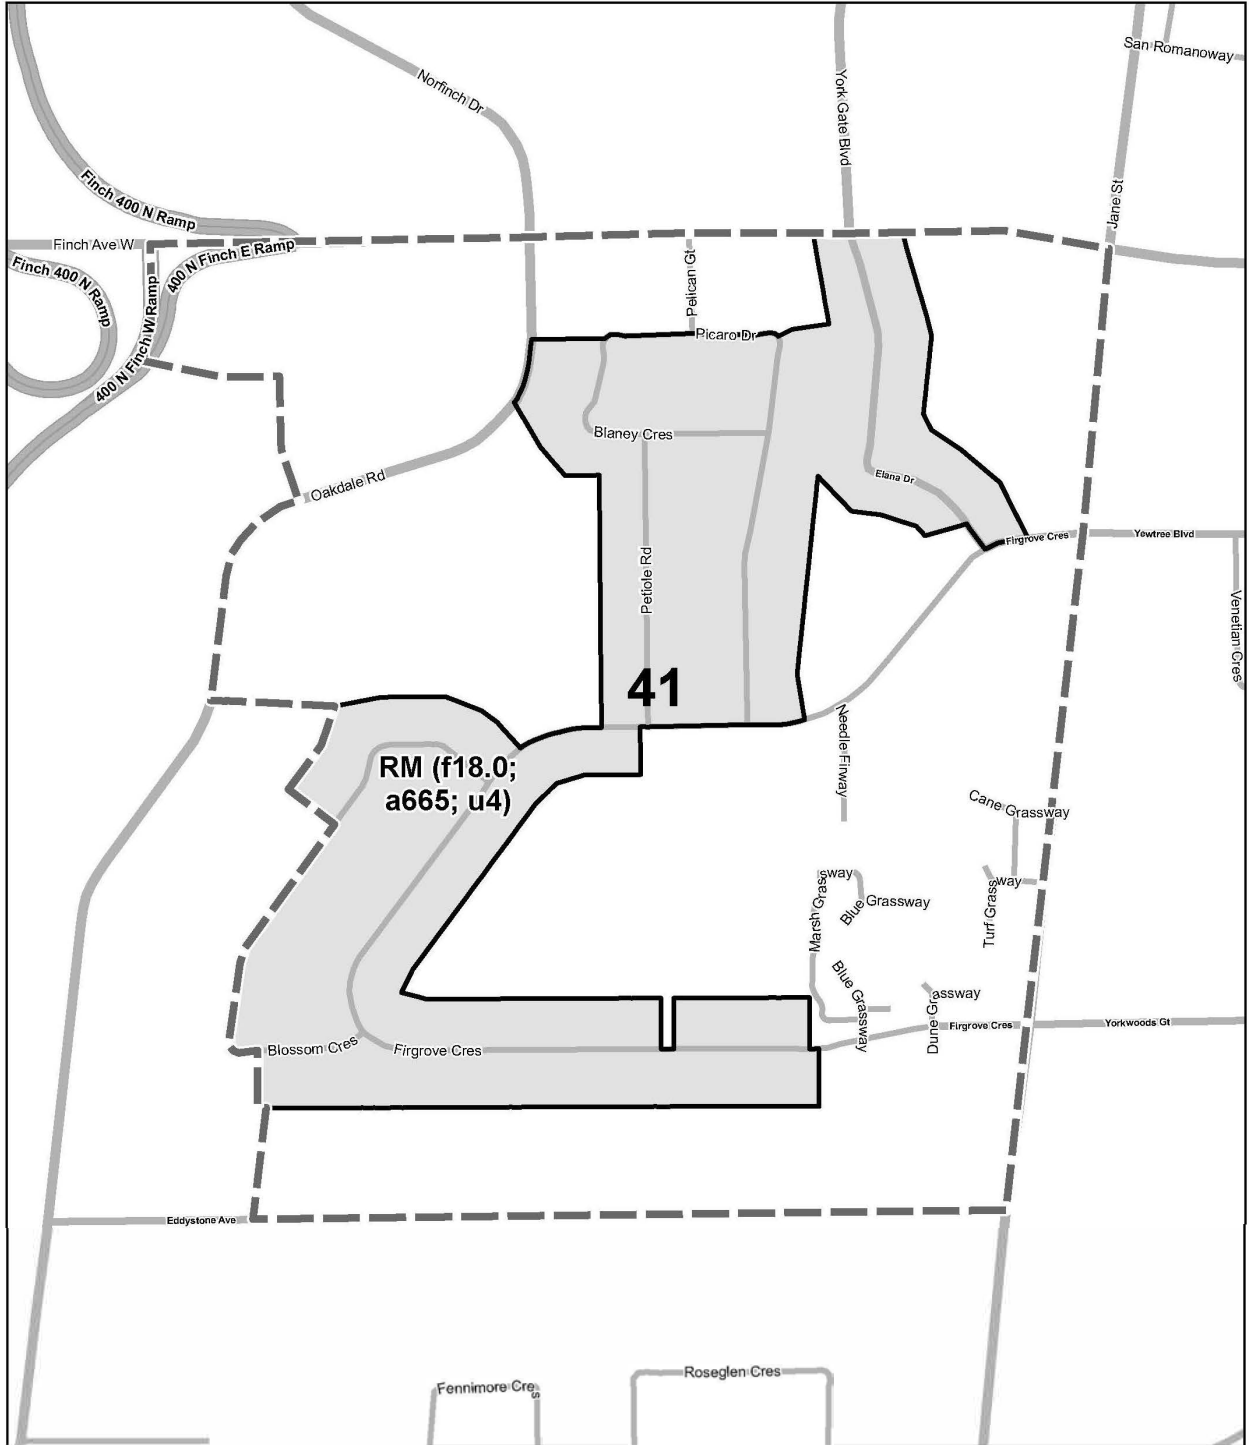 San Romanoway
Norfinch Dr
York Gate Blvd
Jane St
Finch 400 N Ramp
Finch Ave W
400 N Finch E Ramp
Finch 400 N Ramp
400 N Finch W Ramp
Pelican Gt
Picaro Dr
Blaney Cres
Oakdale Rd
Elana Dr
Firgrove Cres
Yewtree Blvd
Petiole Rd
Venetian Cres
41
Needle Firway
RM (f18.0;
a665; u4)
Cane Grassway
Marsh Grassway
Blue Grassway
Turf Grassway
Blue Grassway
Dune Grassway
Firgrove Cres
Yorkwoods Gt
Blossom Cres
Firgrove Cres
Eddystone Ave
Roseglen Cres
Fennimore Cres